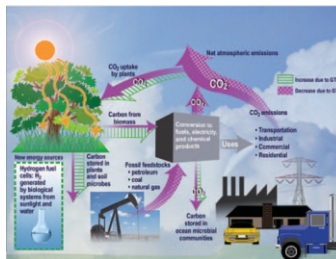 CO₂ uptake
by plants
Net atmospheric emissions
CO₂
Increase due to GTL
Decrease due to GTL
CO₂
CO₂ emissions
• Transportation
• Industrial
• Commercial
• Residential
Carbon from
biomass
Conversion to
fuels, electricity,
and chemical
products
Uses
New energy sources
Hydrogen fuel
cells: H₂
generated by
biological
systems from
sunlight and
water
Carbon
stored in
plants
and soil
microbes
Fossil feedstocks
• petroleum
• coal
• natural gas
CO₂
Carbon
stored in
ocean microbial
communities